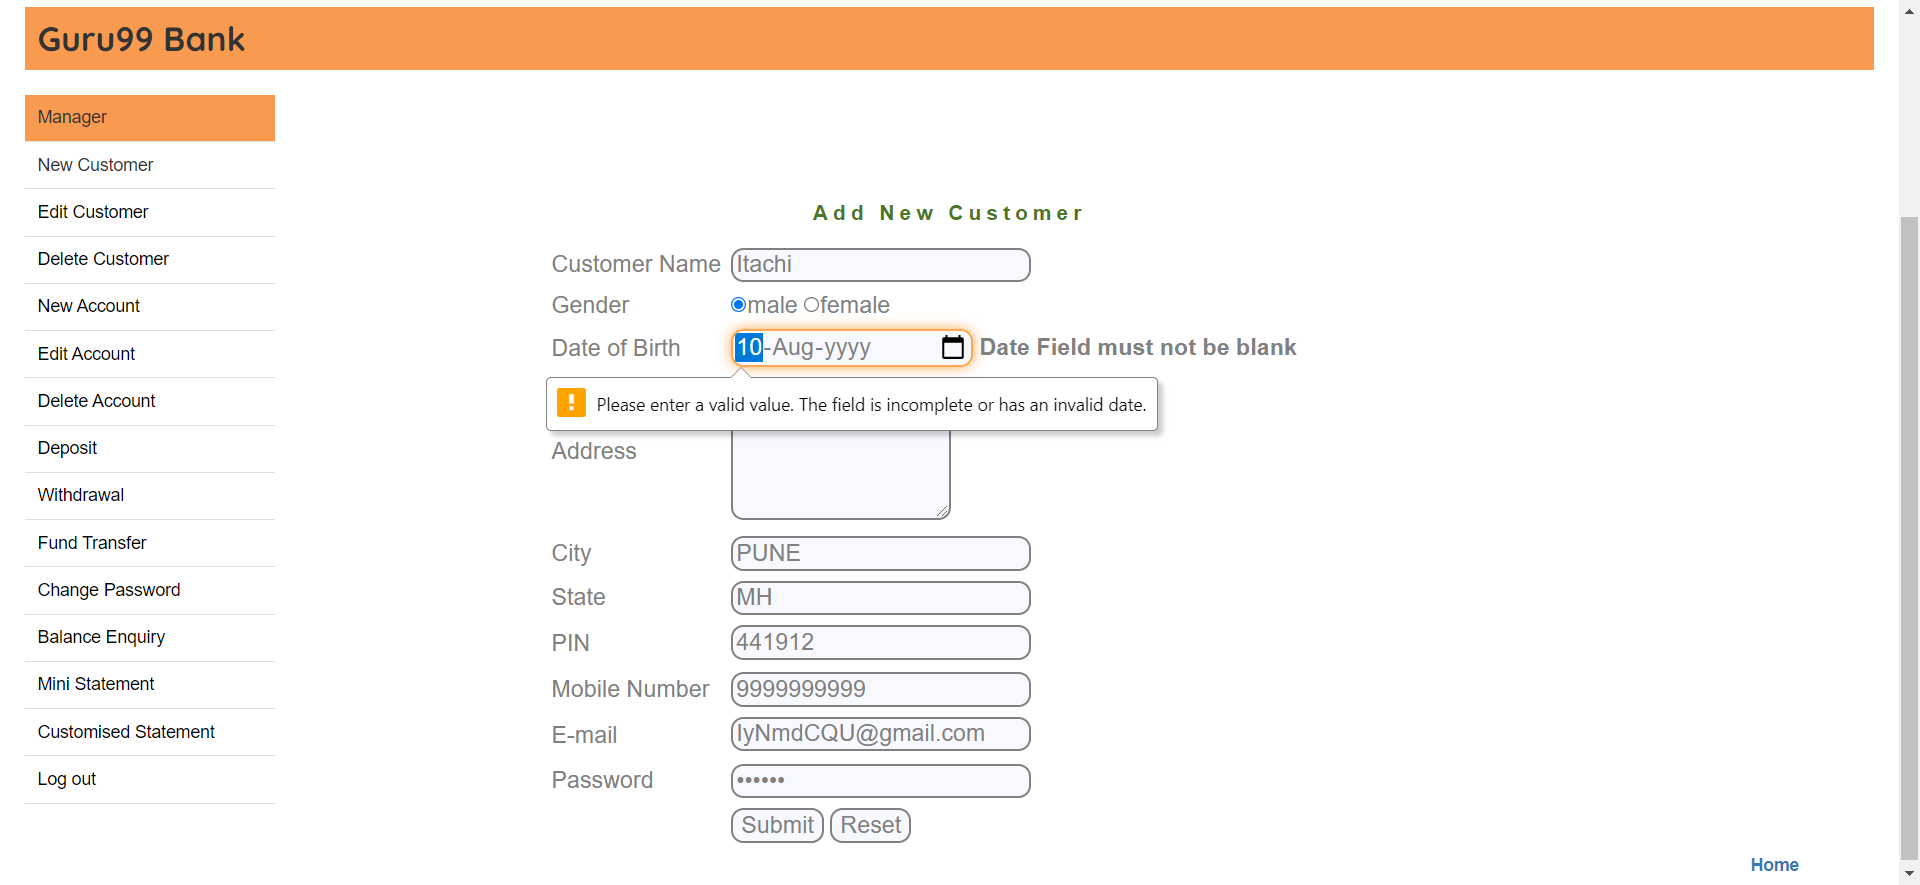 Guru99 Bank
Manager
New Customer
Edit Customer
Delete Customer
New Account
Edit Account
Delete Account
Deposit
Withdrawal
Fund Transfer
Change Password
Balance Enquiry
Mini Statement
Customised Statement
Log out
Add New Customer
Customer Name Itachi
Gender male female
Date of Birth 10-Aug-yyyy Date Field must not be blank
Please enter a valid value. The field is incomplete or has an invalid date.
Address
City PUNE
State MH
PIN 441912
Mobile Number 9999999999
E-mail lyNmdCQU@gmail.com
Password ••••••
Submit Reset
Home